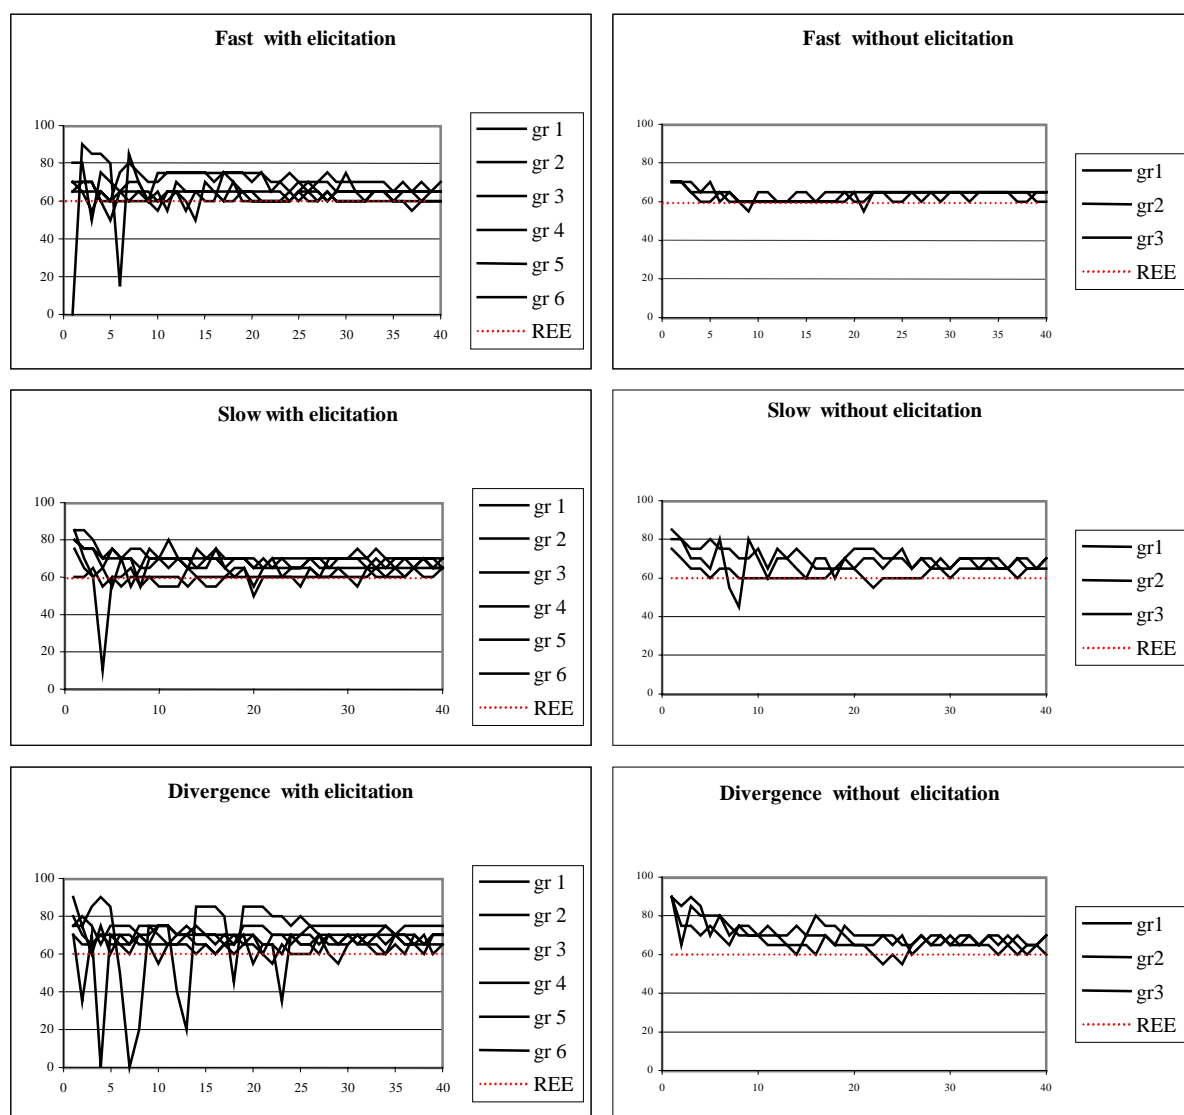 Fast with elicitation
100
80
60
40
20
0
0 5 10 15 20 25 30 35 40
gr 1
gr 2
gr 3
gr 4
gr 5
gr 6
REE
Fast without elicitation
100
80
60
40
20
0
0 5 10 15 20 25 30 35 40
gr1
gr2
gr3
REE
Slow with elicitation
100
80
60
40
20
0
0 5 10 15 20 25 30 35 40
gr 1
gr 2
gr 3
gr 4
gr 5
gr 6
REE
Slow without elicitation
100
80
60
40
20
0
0 10 20 30 40
gr1
gr2
gr3
REE
Divergence with elicitation
100
80
60
40
20
0
0 5 10 15 20 25 30 35 40
gr 1
gr 2
gr 3
gr 4
gr 5
gr 6
REE
Divergence without elicitation
100
80
60
40
20
0
0 10 20 30 40
gr1
gr2
gr3
REE